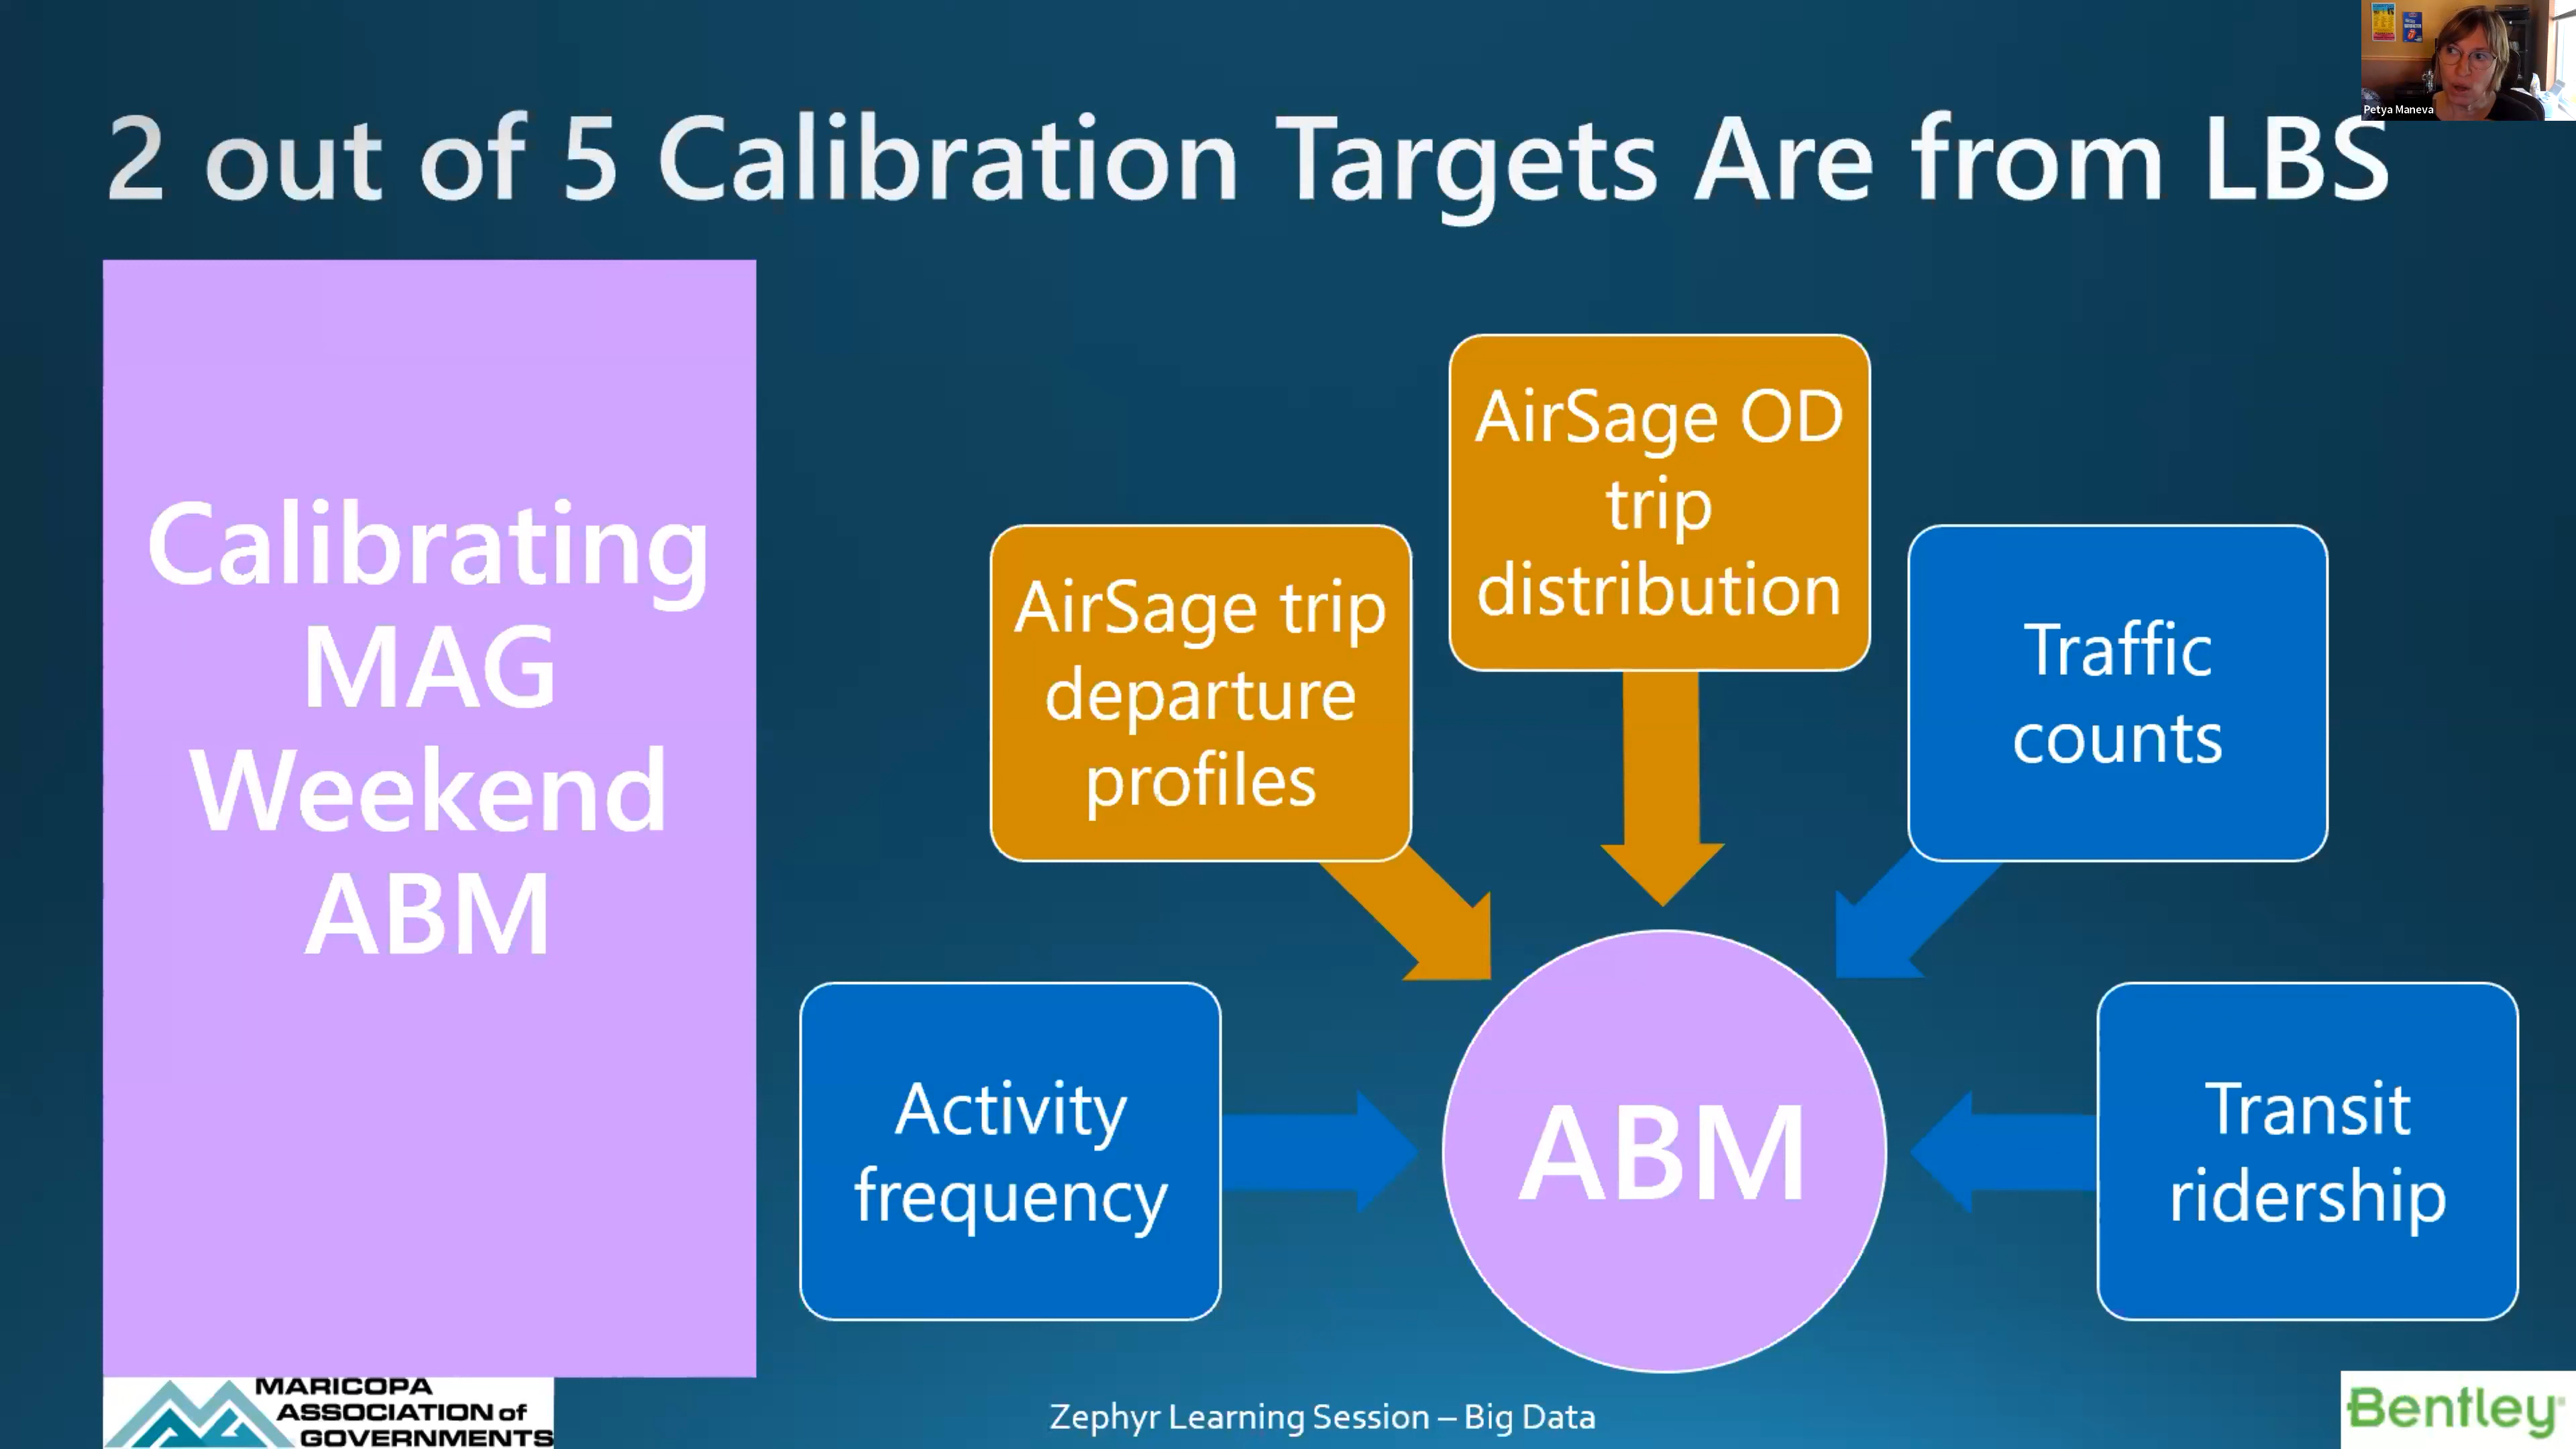 2 out of 5 Calibration Targets Are from LBS
Petya Maneva
Calibrating
MAG
Weekend
ABM
AirSage trip
departure
profiles
AirSage OD
trip
distribution
Traffic
counts
Activity
frequency
ABM
Transit
ridership
MARICOPA
ASSOCIATION of
GOVERNMENTS
Zephyr Learning Session – Big Data
Bentley